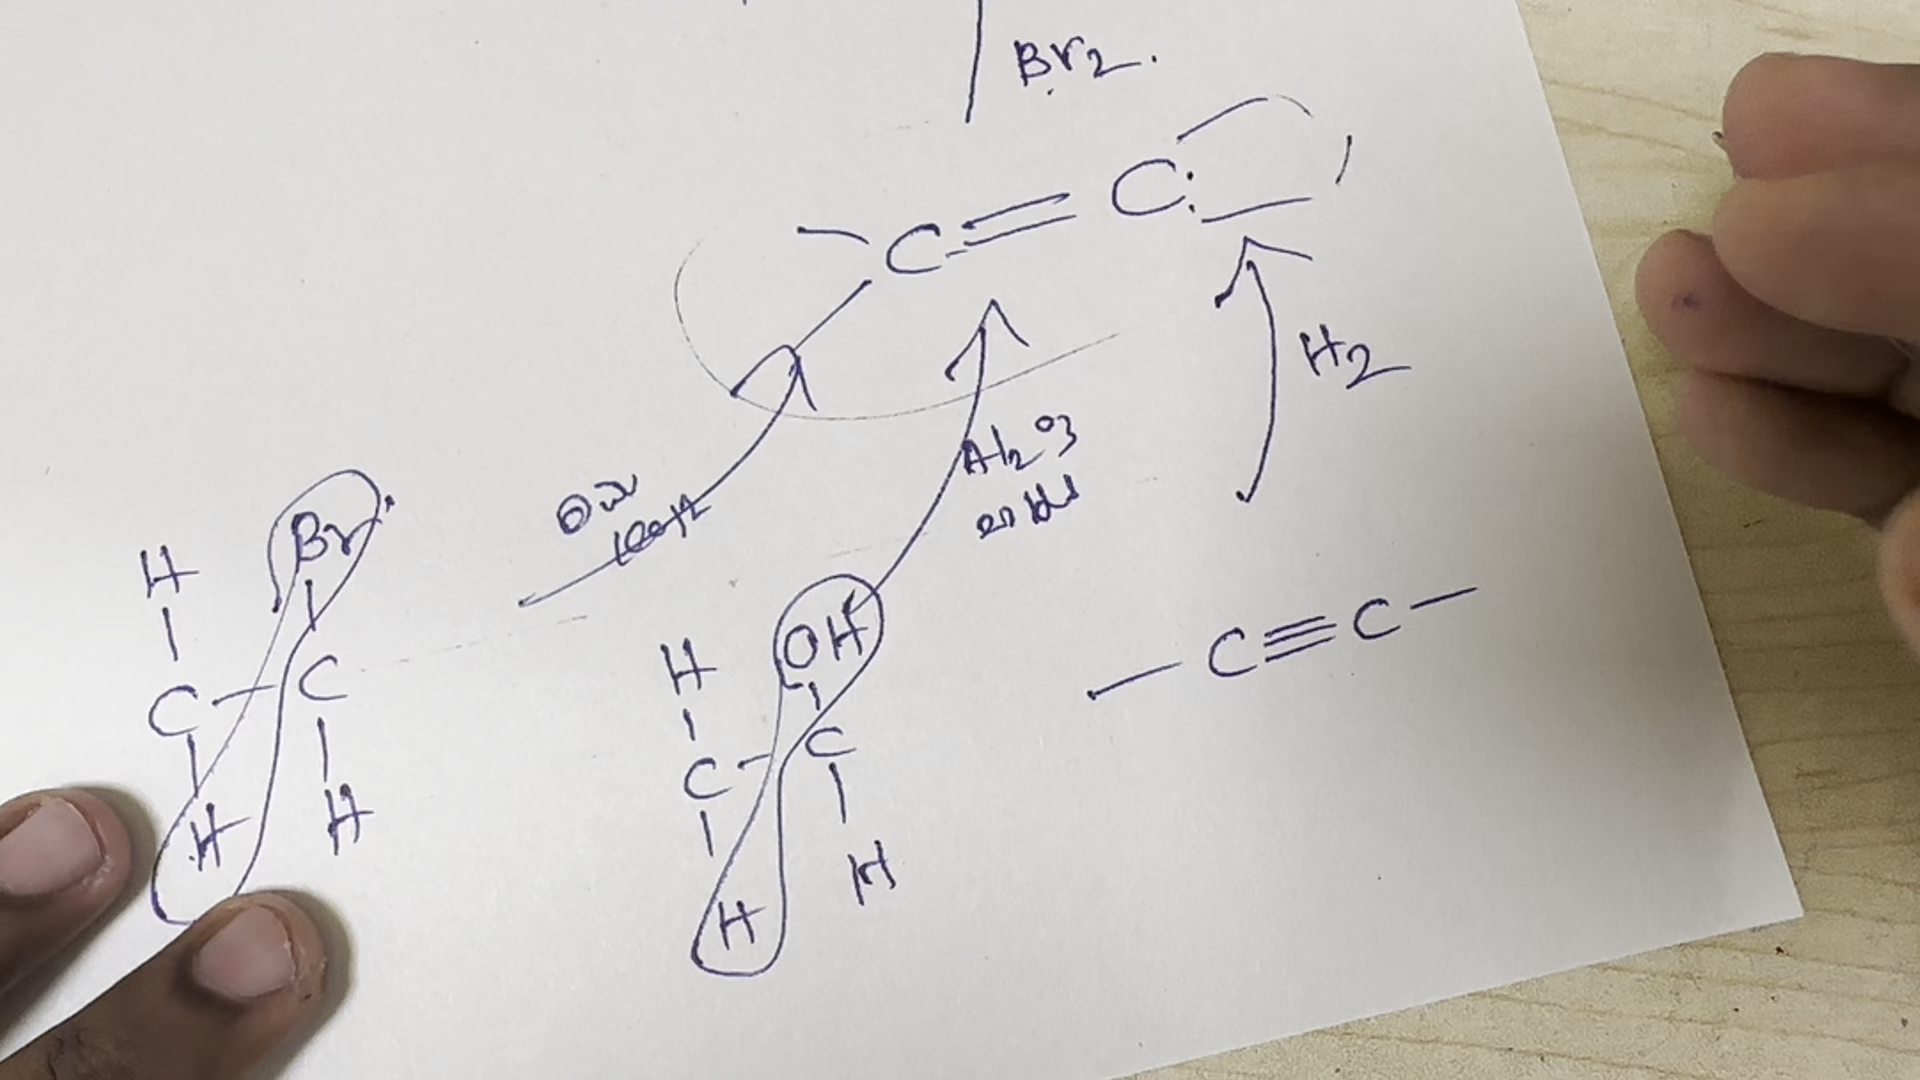 Br2.
C=C:
H2
Al2O3
H Br
C-C
H H
H OH
C-C
H H
-C≡C-